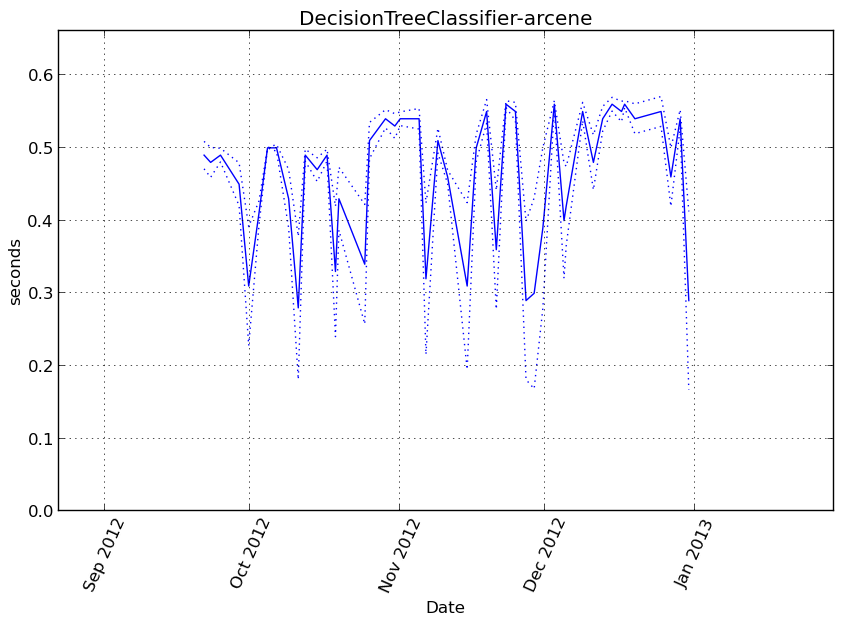 DecisionTreeClassifier-arcene
seconds
0.6
0.5
0.4
0.3
0.2
0.1
0.0
Sep 2012
Oct 2012
Nov 2012
Dec 2012
Jan 2013
Date